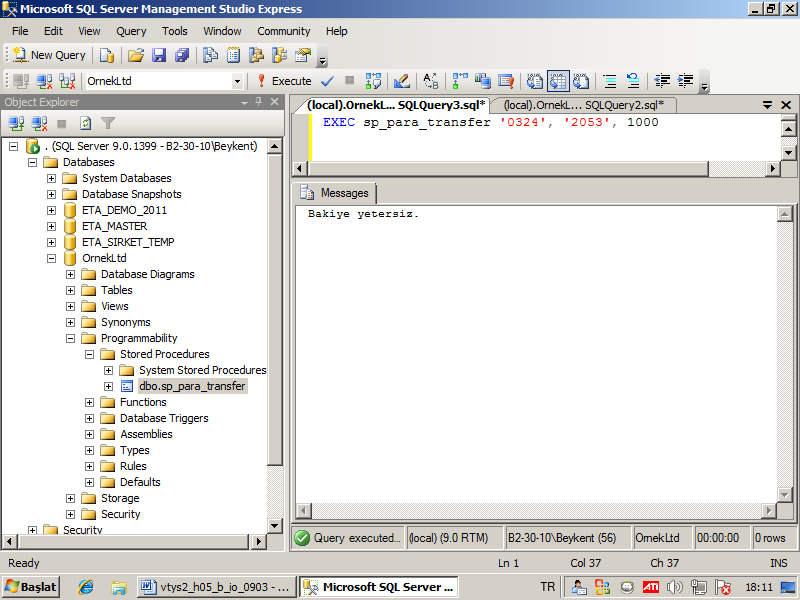 Microsoft SQL Server Management Studio Express
File Edit View Query Tools Window Community Help
New Query
OrnekLtd Execute
Object Explorer
(local).OrnekL... SQLQuery3.sql* (local).OrnekL... SQLQuery2.sql*
EXEC sp_para_transfer '0324', '2053', 1000
. (SQL Server 9.0.1399 - B2-30-10\Beykent)
Databases
System Databases
Database Snapshots
ETA_DEMO_2011
ETA_MASTER
ETA_SIRKET_TEMP
OrnekLtd
Database Diagrams
Tables
Views
Synonyms
Programmability
Stored Procedures
System Stored Procedures
dbo.sp_para_transfer
Functions
Database Triggers
Assemblies
Types
Rules
Defaults
Storage
Security
Security
Messages
Bakiye yetersiz.
Query executed... (local) (9.0 RTM) B2-30-10\Beykent (56) OrnekLtd 00:00:00 0 rows
Ready Ln 1 Col 37 Ch 37 INS
Başlat vtys2_h05_b_io_0903 - ... Microsoft SQL Server ... TR ATI 18:11